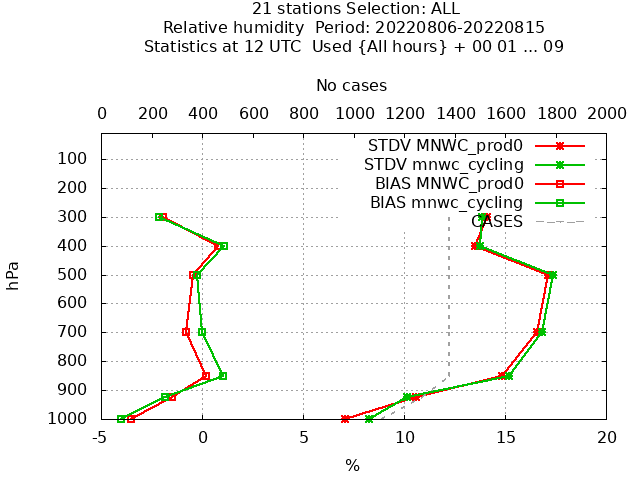 21 stations Selection: ALL
Relative humidity  Period: 20220806-20220815
Statistics at 12 UTC  Used {All hours} + 00 01 ... 09
No cases
0 200 400 600 800 1000 1200 1400 1600 1800 2000
STDV MNWC_prod0
STDV mnwc_cycling
BIAS MNWC_prod0
BIAS mnwc_cycling
CASES
hPa
100
200
300
400
500
600
700
800
900
1000
-5 0 5 10 15 20
%